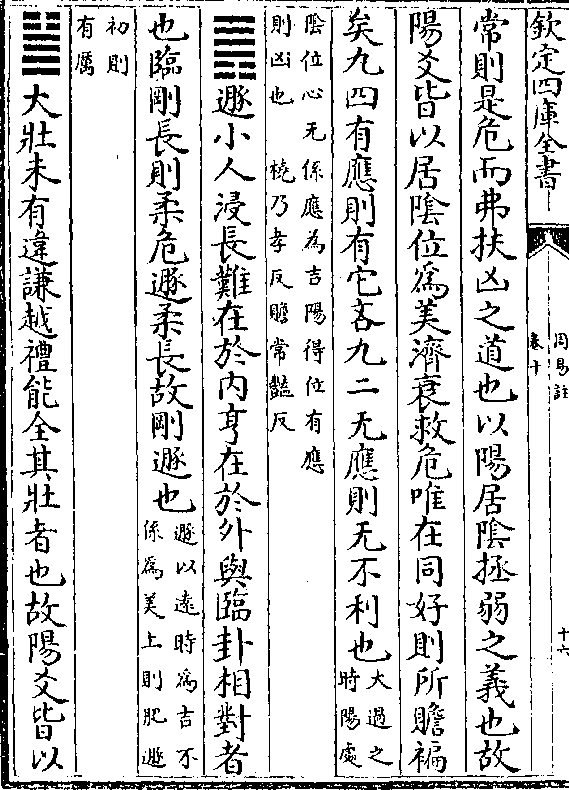 欽定四庫全書
周易註
卷十
十六
常則是危而弗扶凶之道也以陽居陰拯弱之義也故
陽爻皆以居陰位為美濟衰救危唯在同好則所贍褊
矣九四有應則有它吝九二无應則无不利也大過之
時陽處
陰位心无係應為吉陽得位有應
則凶也　橈乃孝反贍常豔反
䷠遯小人浸長難在於內亨在於外與臨卦相對者
也臨剛長則柔危遯柔長故剛遯也遯以遠時為吉不
係為美上則肥遯
初則
有厲
䷡大壯未有違謙越禮能全其壯者也故陽爻皆以